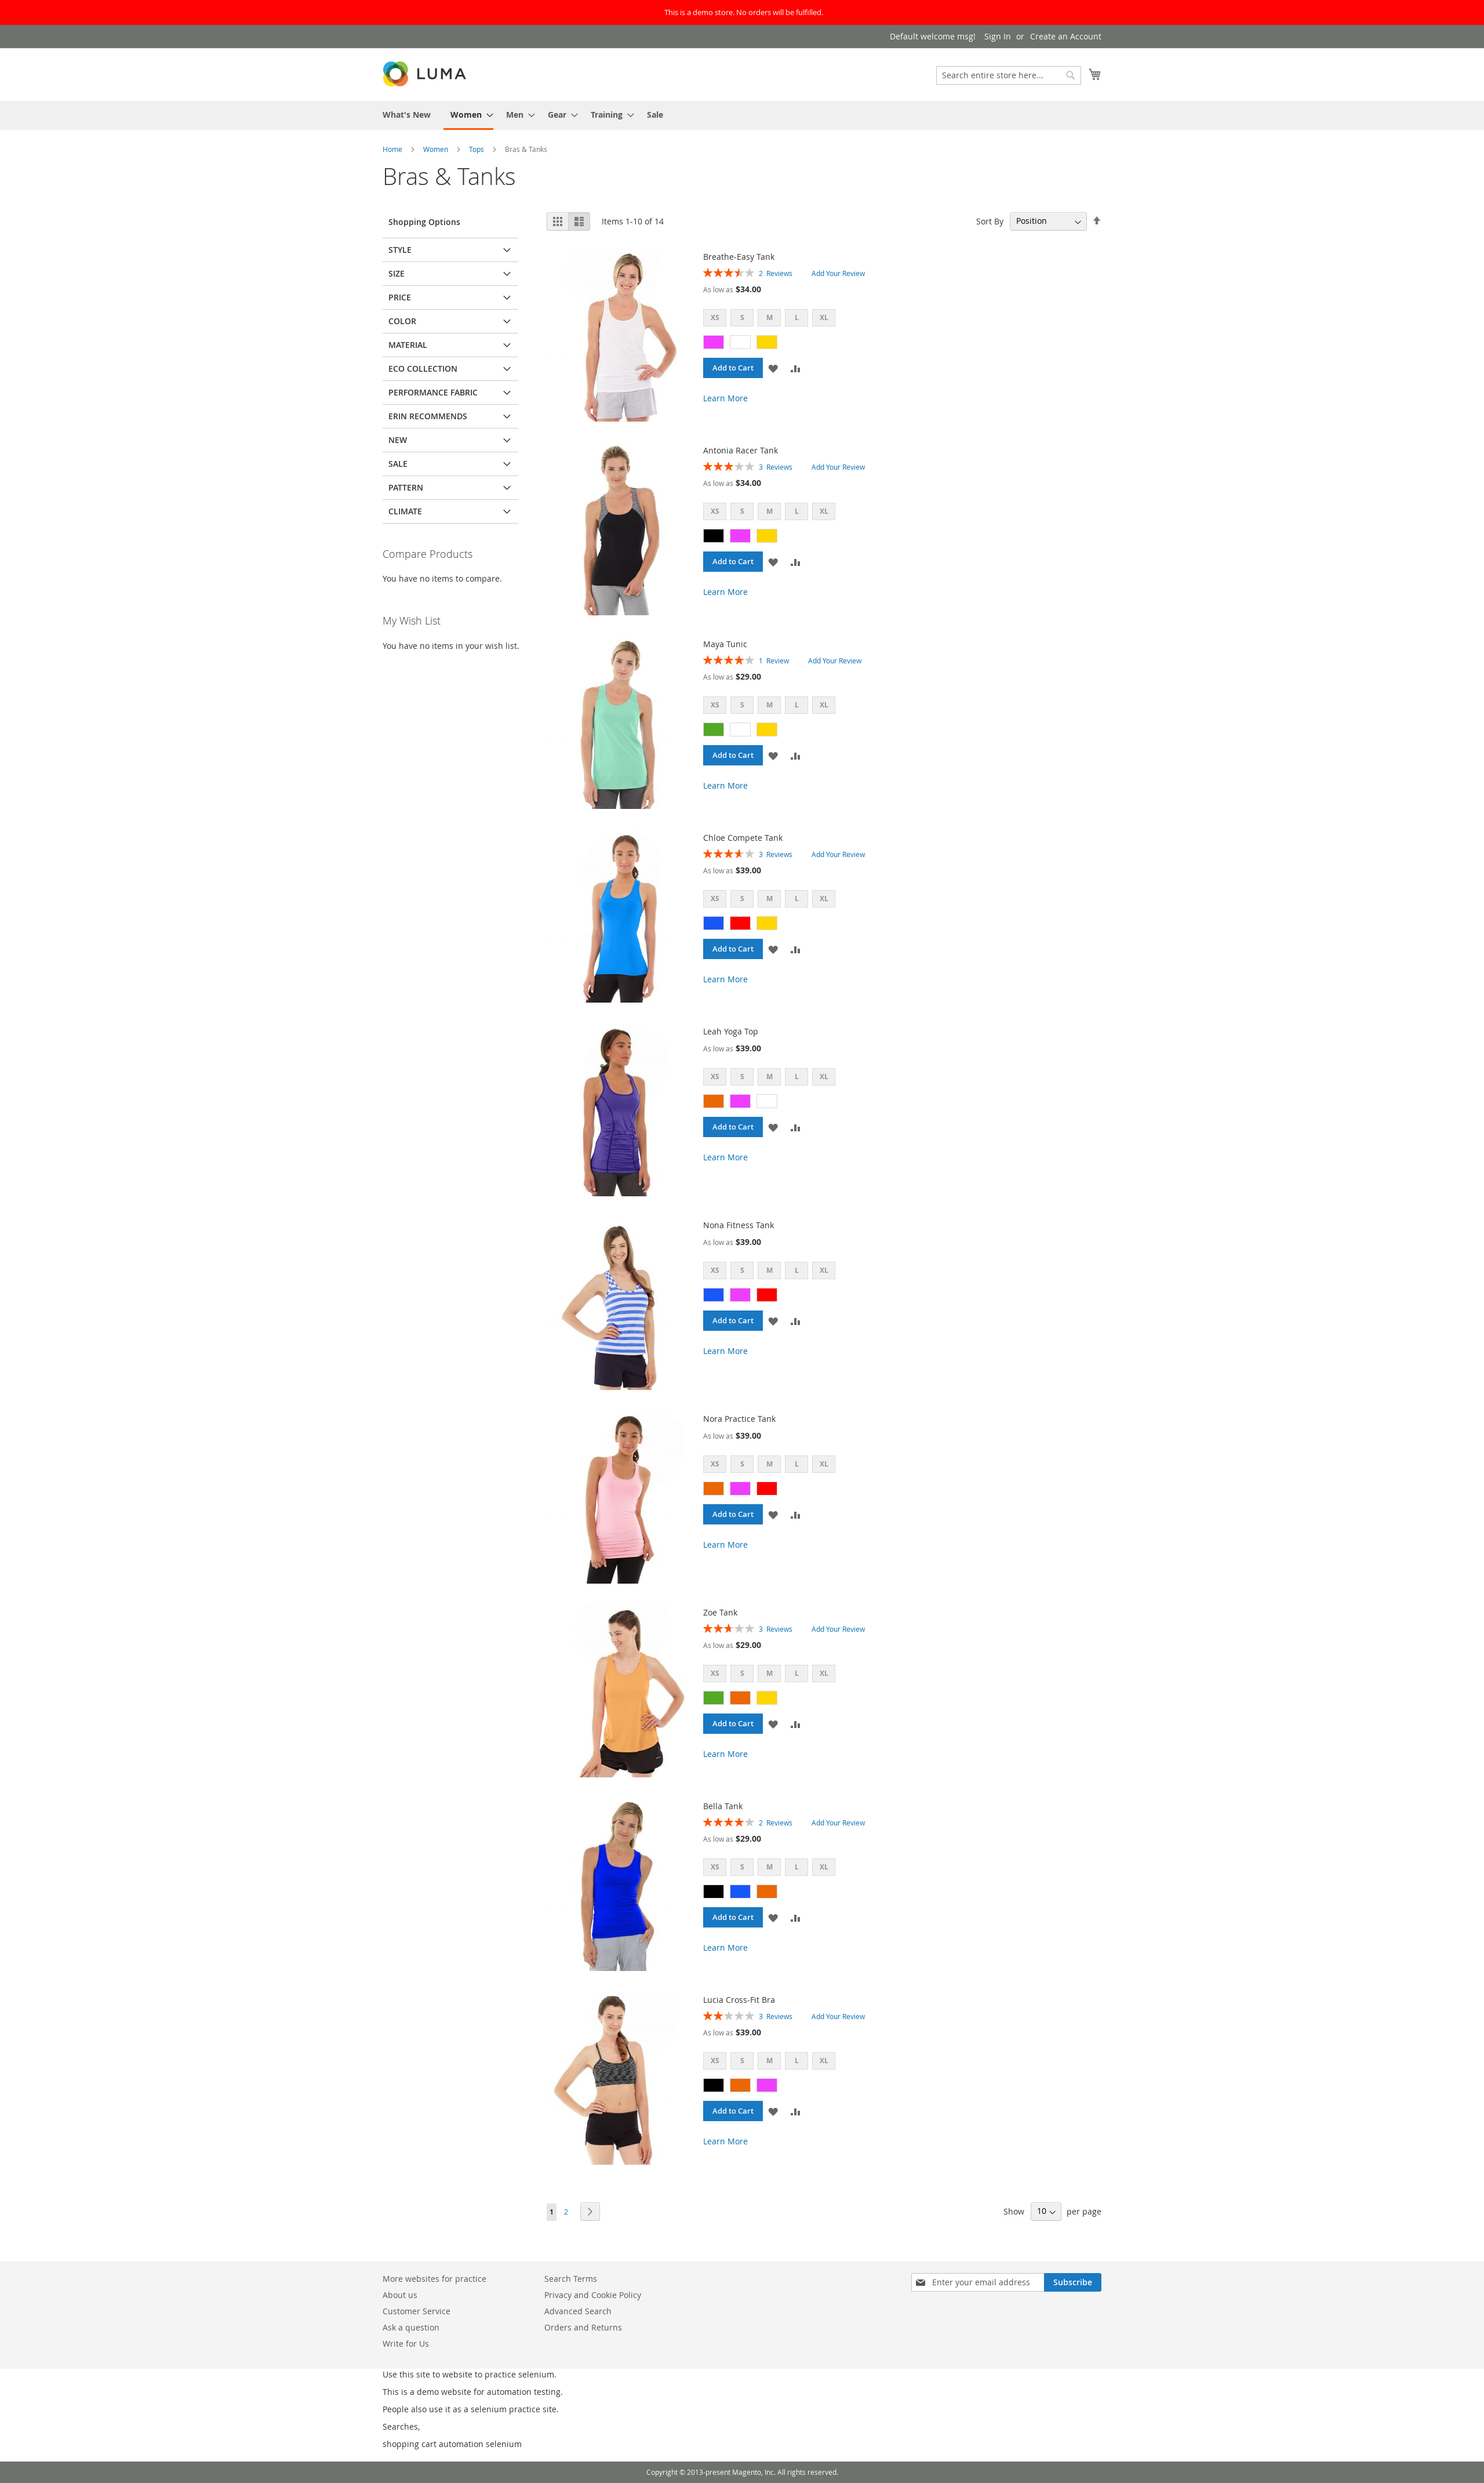 This is a demo store. No orders will be fulfilled.
Default welcome msg! Sign In or Create an Account
LUMA
Search entire store here...
What's New Women Men Gear Training Sale
Home Women Tops Bras & Tanks
Bras & Tanks
Shopping Options
STYLE
SIZE
PRICE
COLOR
MATERIAL
ECO COLLECTION
PERFORMANCE FABRIC
ERIN RECOMMENDS
NEW
SALE
PATTERN
CLIMATE
Compare Products
You have no items to compare.
My Wish List
You have no items in your wish list.
Items 1-10 of 14
Sort By Position
Breathe-Easy Tank
2 Reviews Add Your Review
As low as $34.00
XS S M L XL
Add to Cart
Learn More
Antonia Racer Tank
3 Reviews Add Your Review
As low as $34.00
XS S M L XL
Add to Cart
Learn More
Maya Tunic
1 Review Add Your Review
As low as $29.00
XS S M L XL
Add to Cart
Learn More
Chloe Compete Tank
3 Reviews Add Your Review
As low as $39.00
XS S M L XL
Add to Cart
Learn More
Leah Yoga Top
As low as $39.00
XS S M L XL
Add to Cart
Learn More
Nona Fitness Tank
As low as $39.00
XS S M L XL
Add to Cart
Learn More
Nora Practice Tank
As low as $39.00
XS S M L XL
Add to Cart
Learn More
Zoe Tank
3 Reviews Add Your Review
As low as $29.00
XS S M L XL
Add to Cart
Learn More
Bella Tank
2 Reviews Add Your Review
As low as $29.00
XS S M L XL
Add to Cart
Learn More
Lucia Cross-Fit Bra
3 Reviews Add Your Review
As low as $39.00
XS S M L XL
Add to Cart
Learn More
1 2
Show 10 per page
More websites for practice
About us
Customer Service
Ask a question
Write for Us
Search Terms
Privacy and Cookie Policy
Advanced Search
Orders and Returns
Enter your email address Subscribe
Use this site to website to practice selenium.
This is a demo website for automation testing.
People also use it as a selenium practice site.
Searches,
shopping cart automation selenium
Copyright © 2013-present Magento, Inc. All rights reserved.